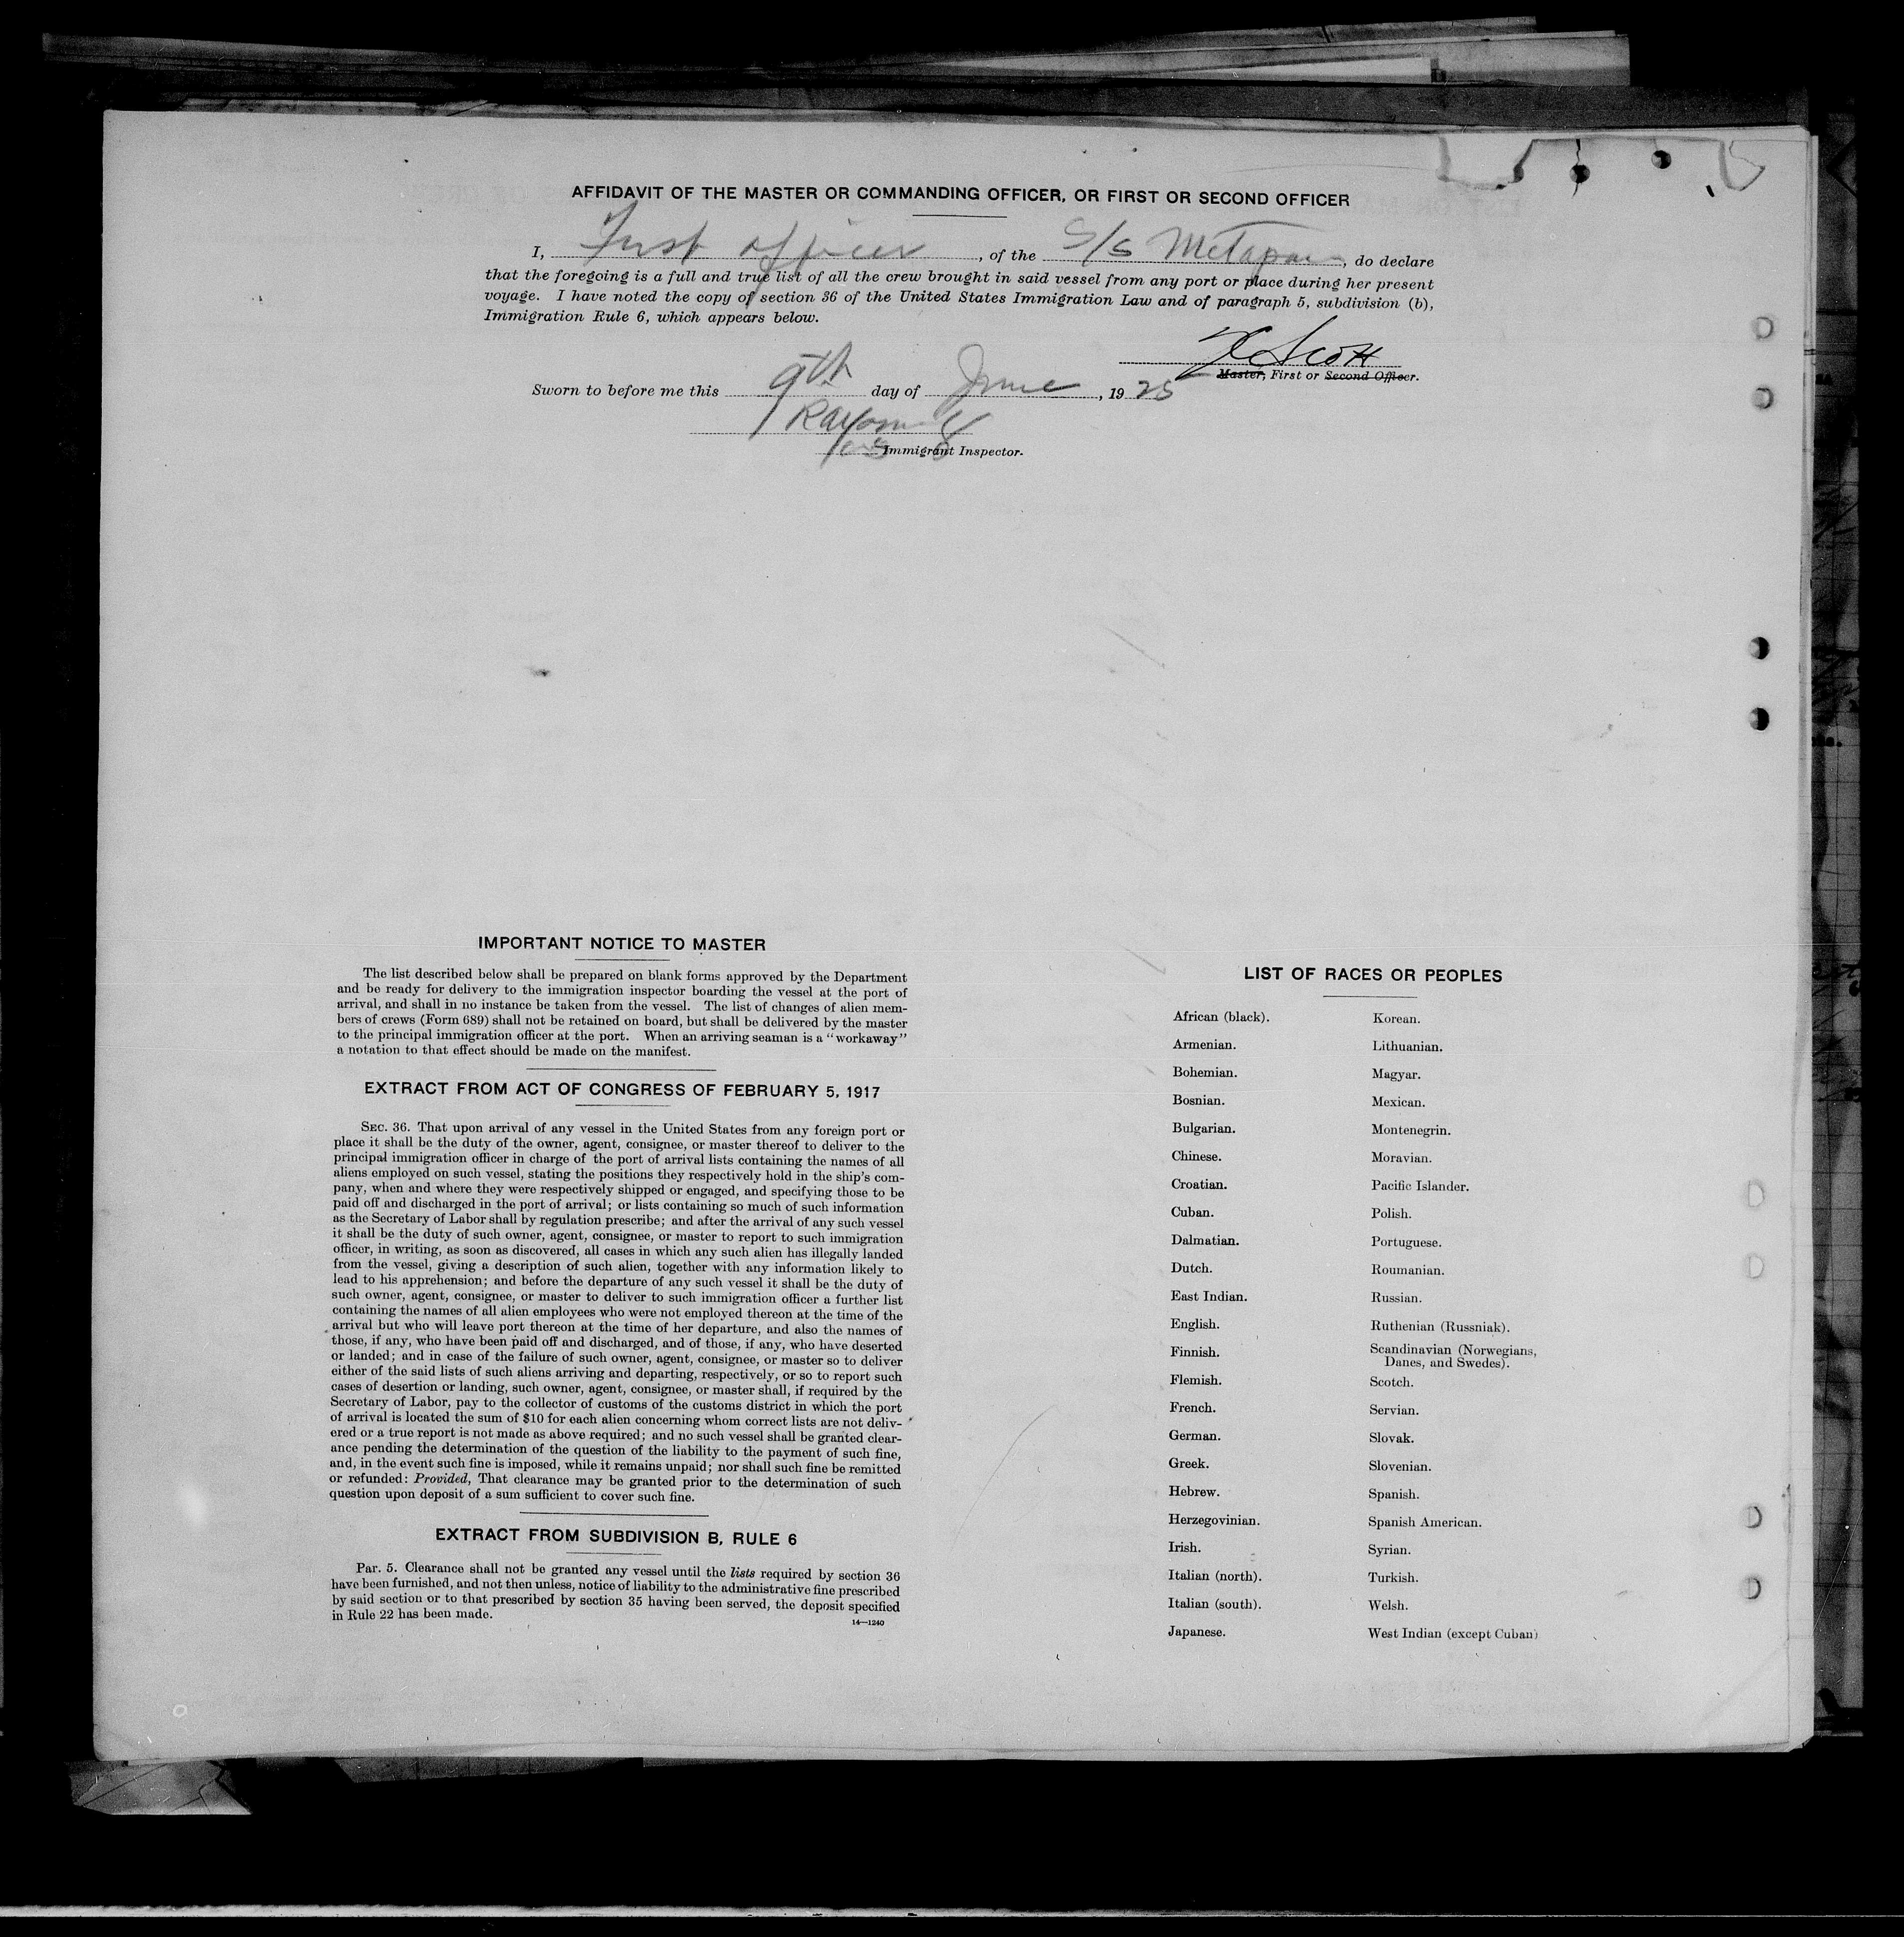 AFFIDAVIT OF THE MASTER OR COMMANDING OFFICER, OR FIRST OR SECOND OFFICER
I, First officer, of the S/S Metapan, do declare
that the foregoing is a full and true list of all the crew brought in said vessel from any port or place during her present
voyage. I have noted the copy of section 36 of the United States Immigration Law and of paragraph 5, subdivision (b),
Immigration Rule 6, which appears below.
Scott
Master, First or Second Officer.
Sworn to before me this 9th day of June, 1925
Immigrant Inspector.
IMPORTANT NOTICE TO MASTER
The list described below shall be prepared on blank forms approved by the Department
and be ready for delivery to the immigration inspector boarding the vessel at the port of
arrival, and shall in no instance be taken from the vessel. The list of changes of alien mem-
bers of crews (Form 689) shall not be retained on board, but shall be delivered by the master
to the principal immigration officer at the port. When an arriving seaman is a "workaway"
a notation to that effect should be made on the manifest.
EXTRACT FROM ACT OF CONGRESS OF FEBRUARY 5, 1917
SEC. 36. That upon arrival of any vessel in the United States from any foreign port or
place it shall be the duty of the owner, agent, consignee, or master thereof to deliver to the
principal immigration officer in charge of the port of arrival lists containing the names of all
aliens employed on such vessel, stating the positions they respectively hold in the ship's com-
pany, when and where they were respectively shipped or engaged, and specifying those to be
paid off and discharged in the port of arrival; or lists containing so much of such information
as the Secretary of Labor shall by regulation prescribe; and after the arrival of any such vessel
it shall be the duty of such owner, agent, consignee, or master to report to such immigration
officer, in writing, as soon as discovered, all cases in which any such alien has illegally landed
from the vessel, giving a description of such alien, together with any information likely to
lead to his apprehension; and before the departure of any such vessel it shall be the duty of
such owner, agent, consignee, or master to deliver to such immigration officer a further list
containing the names of all alien employees who were not employed thereon at the time of the
arrival but who will leave port thereon at the time of her departure, and also the names of
those, if any, who have been paid off and discharged, and of those, if any, who have deserted
or landed; and in case of the failure of such owner, agent, consignee, or master so to deliver
either of the said lists of such aliens arriving and departing, respectively, or so to report such
cases of desertion or landing, such owner, agent, consignee, or master shall, if required by the
Secretary of Labor, pay to the collector of customs of the customs district in which the port
of arrival is located the sum of $10 for each alien concerning whom correct lists are not deliv-
ered or a true report is not made as above required; and no such vessel shall be granted clear-
ance pending the determination of the question of the liability to the payment of such fine,
and, in the event such fine is imposed, while it remains unpaid; nor shall such fine be remitted
or refunded: Provided, That clearance may be granted prior to the determination of such
question upon deposit of a sum sufficient to cover such fine.
EXTRACT FROM SUBDIVISION B, RULE 6
Par. 5. Clearance shall not be granted any vessel until the lists required by section 36
have been furnished, and not then unless, notice of liability to the administrative fine prescribed
by said section or to that prescribed by section 35 having been served, the deposit specified
in Rule 22 has been made.
14—1240
LIST OF RACES OR PEOPLES
African (black).
Armenian.
Bohemian.
Bosnian.
Bulgarian.
Chinese.
Croatian.
Cuban.
Dalmatian.
Dutch.
East Indian.
English.
Finnish.
Flemish.
French.
German.
Greek.
Hebrew.
Herzegovinian.
Irish.
Italian (north).
Italian (south).
Japanese.
Korean.
Lithuanian.
Magyar.
Mexican.
Montenegrin.
Moravian.
Pacific Islander.
Polish.
Portuguese.
Roumanian.
Russian.
Ruthenian (Russniak).
Scandinavian (Norwegians,
Danes, and Swedes).
Scotch.
Servian.
Slovak.
Slovenian.
Spanish.
Spanish American.
Syrian.
Turkish.
Welsh.
West Indian (except Cuban)